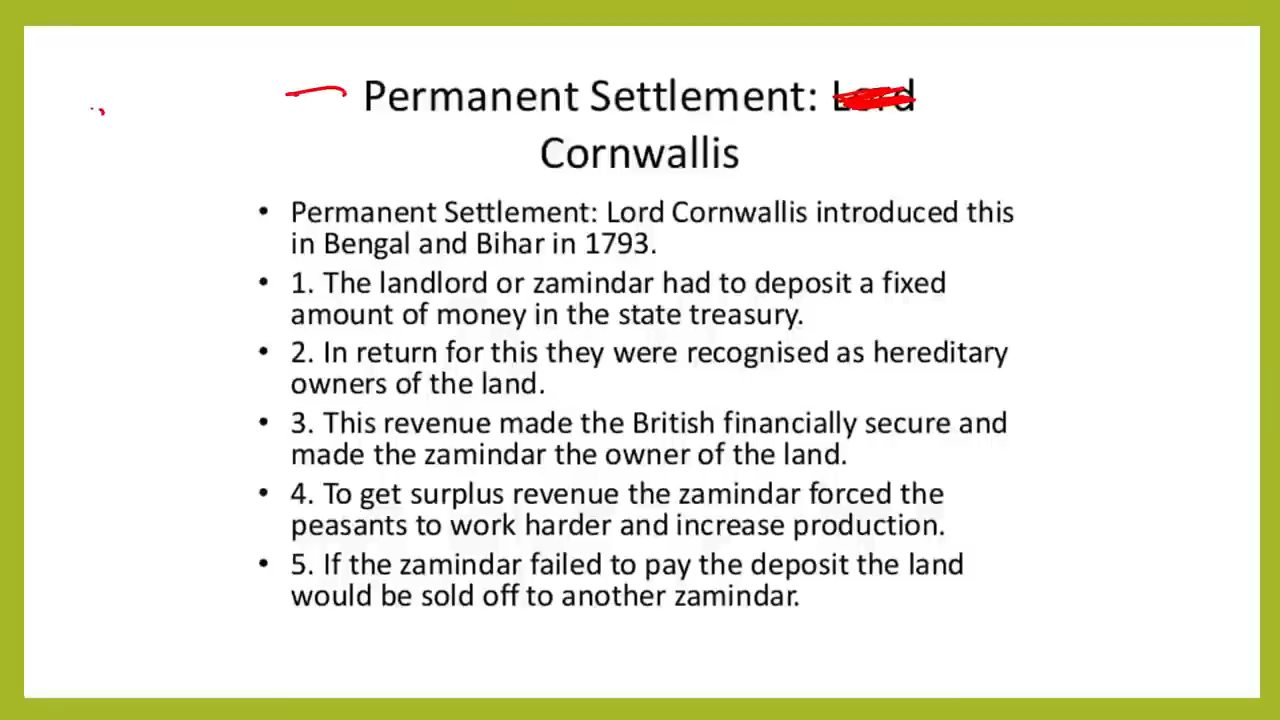 Permanent Settlement: Lord
Cornwallis
• Permanent Settlement: Lord Cornwallis introduced this
in Bengal and Bihar in 1793.
• 1. The landlord or zamindar had to deposit a fixed
amount of money in the state treasury.
• 2. In return for this they were recognised as hereditary
owners of the land.
• 3. This revenue made the British financially secure and
made the zamindar the owner of the land.
• 4. To get surplus revenue the zamindar forced the
peasants to work harder and increase production.
• 5. If the zamindar failed to pay the deposit the land
would be sold off to another zamindar.